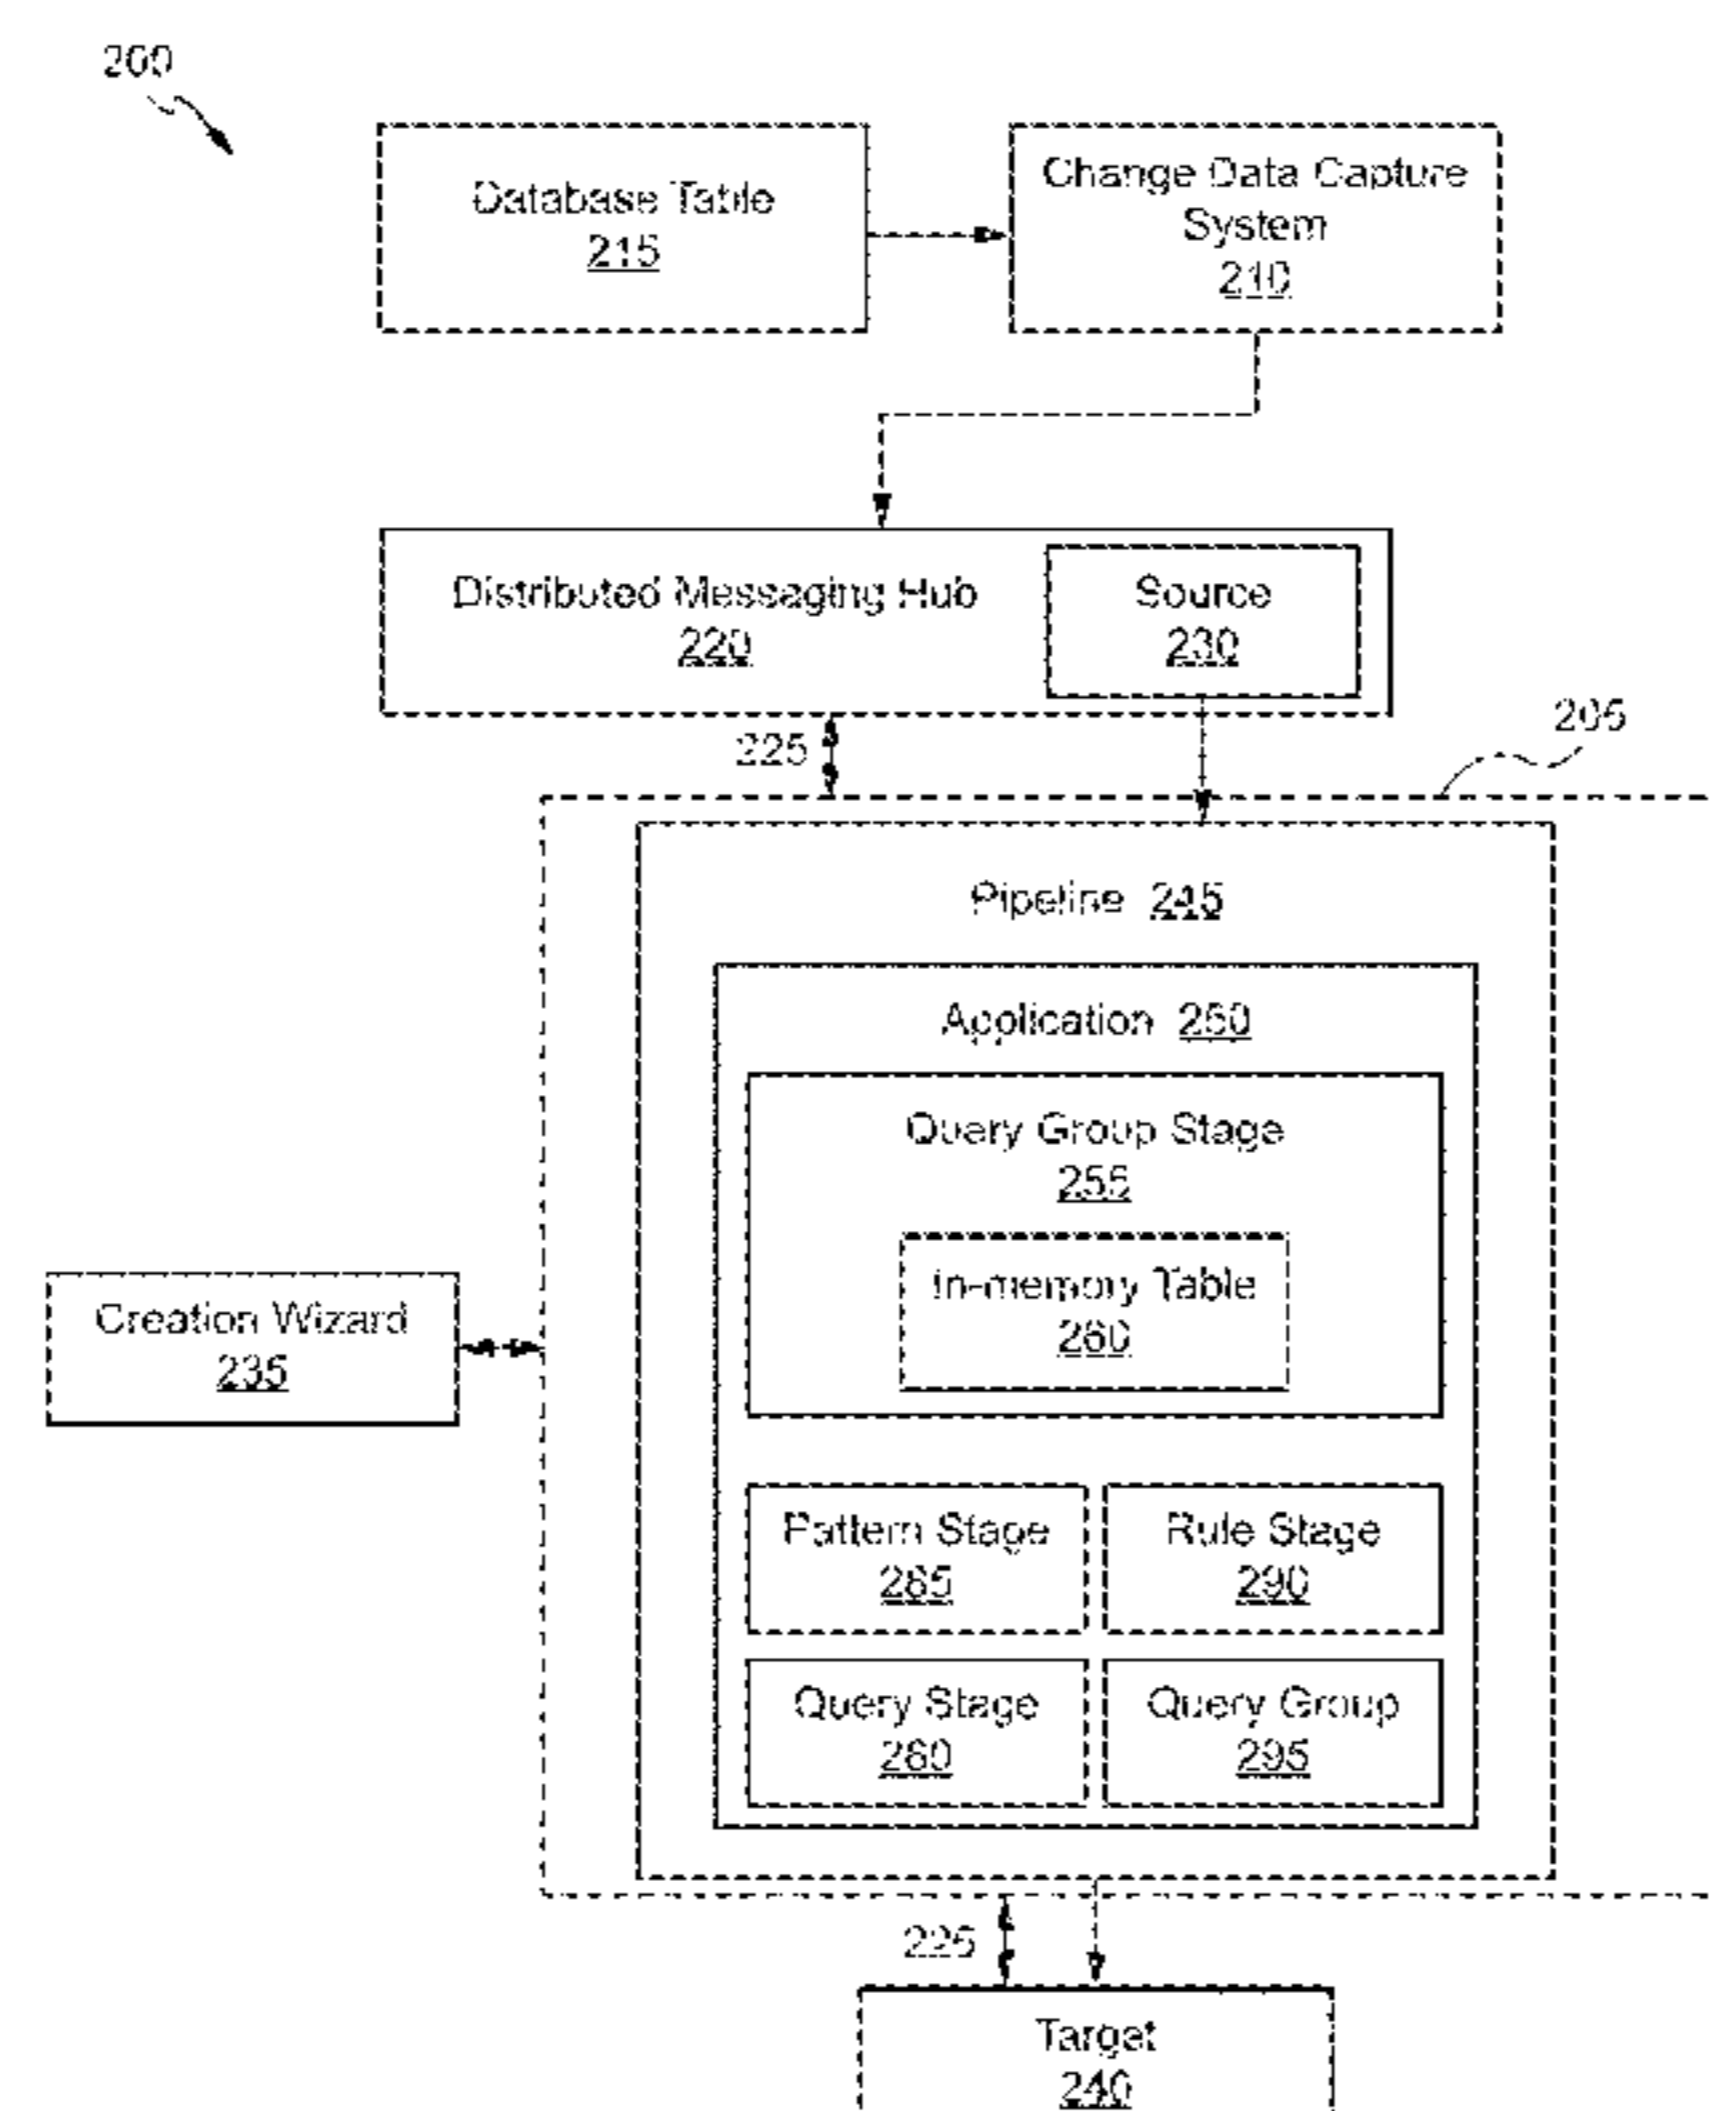 200
Database Table
215
Change Data Capture
System
210
Distributed Messaging Hub
220
Source
230
225
205
Pipeline 245
Application 250
Query Group Stage
255
In-memory Table
260
Creation Wizard
235
Pattern Stage
285
Rule Stage
290
Query Stage
280
Query Group
295
225
Target
240